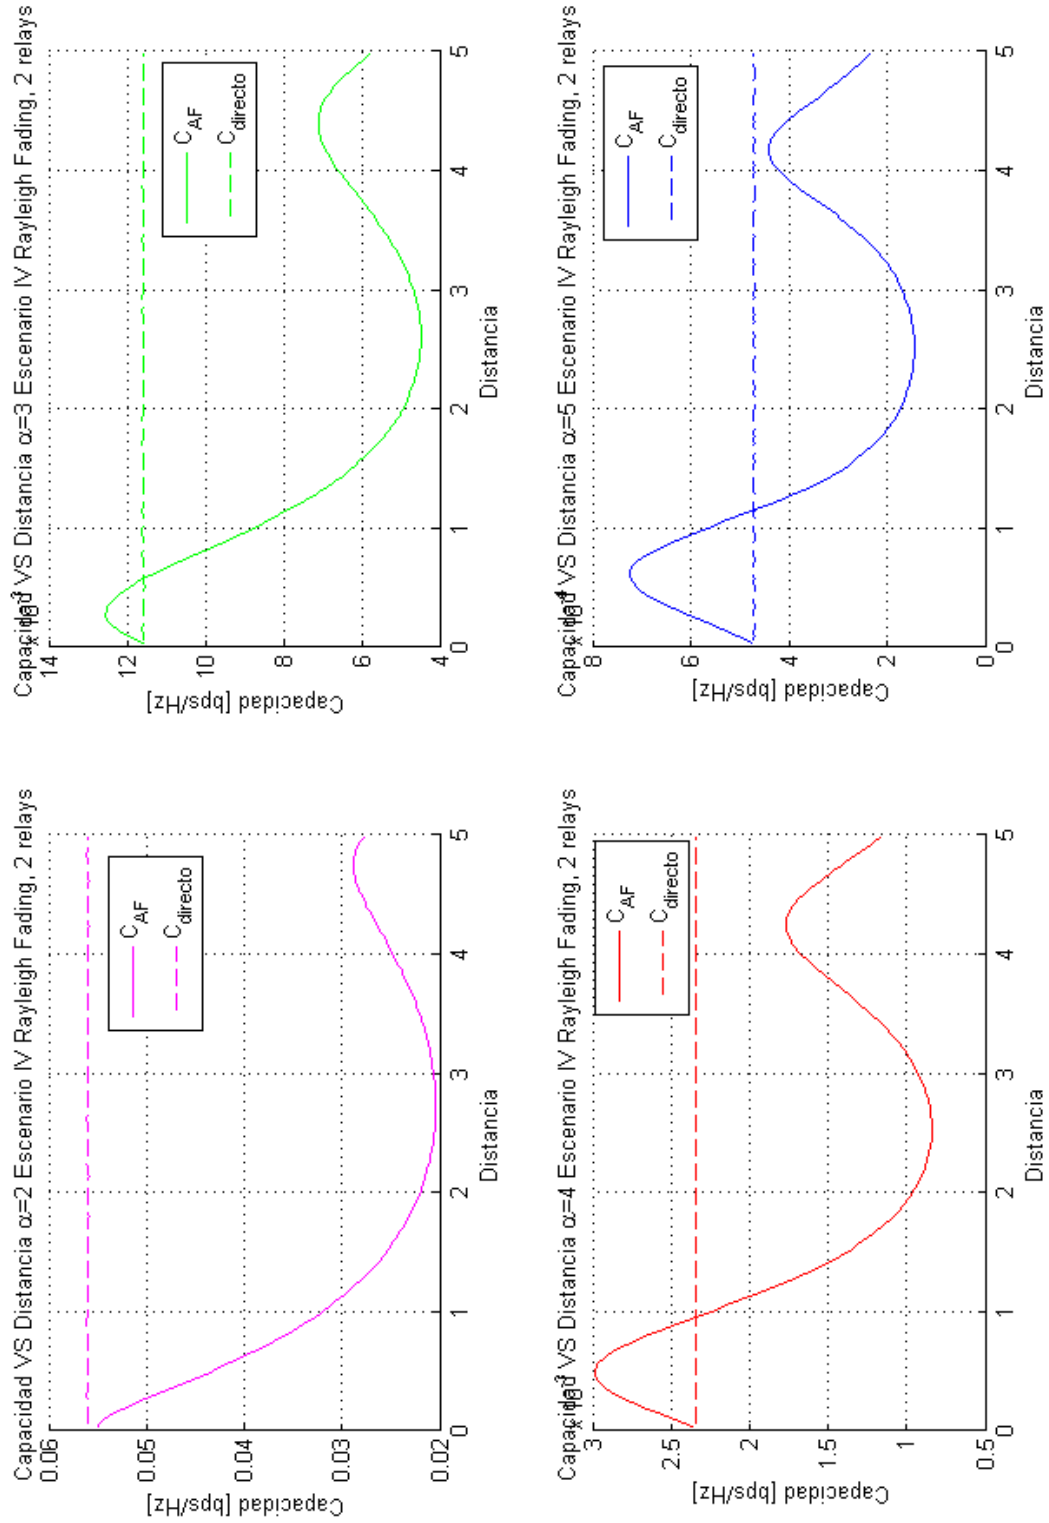 Capacidad VS Distancia α=2 Escenario IV Rayleigh Fading, 2 relays
0.06
0.05
0.04
0.03
0.02
Capacidad [bps/Hz]
C_AF
C_directo
0 1 2 3 4 5
Distancia
Capacidad VS Distancia α=3 Escenario IV Rayleigh Fading, 2 relays
x 10^-3
14
12
10
8
6
4
Capacidad [bps/Hz]
C_AF
C_directo
0 1 2 3 4 5
Distancia
Capacidad VS Distancia α=4 Escenario IV Rayleigh Fading, 2 relays
x 10^-3
3
2.5
2
1.5
1
0.5
Capacidad [bps/Hz]
C_AF
C_directo
0 1 2 3 4 5
Distancia
Capacidad VS Distancia α=5 Escenario IV Rayleigh Fading, 2 relays
x 10^-4
8
6
4
2
0
Capacidad [bps/Hz]
C_AF
C_directo
0 1 2 3 4 5
Distancia